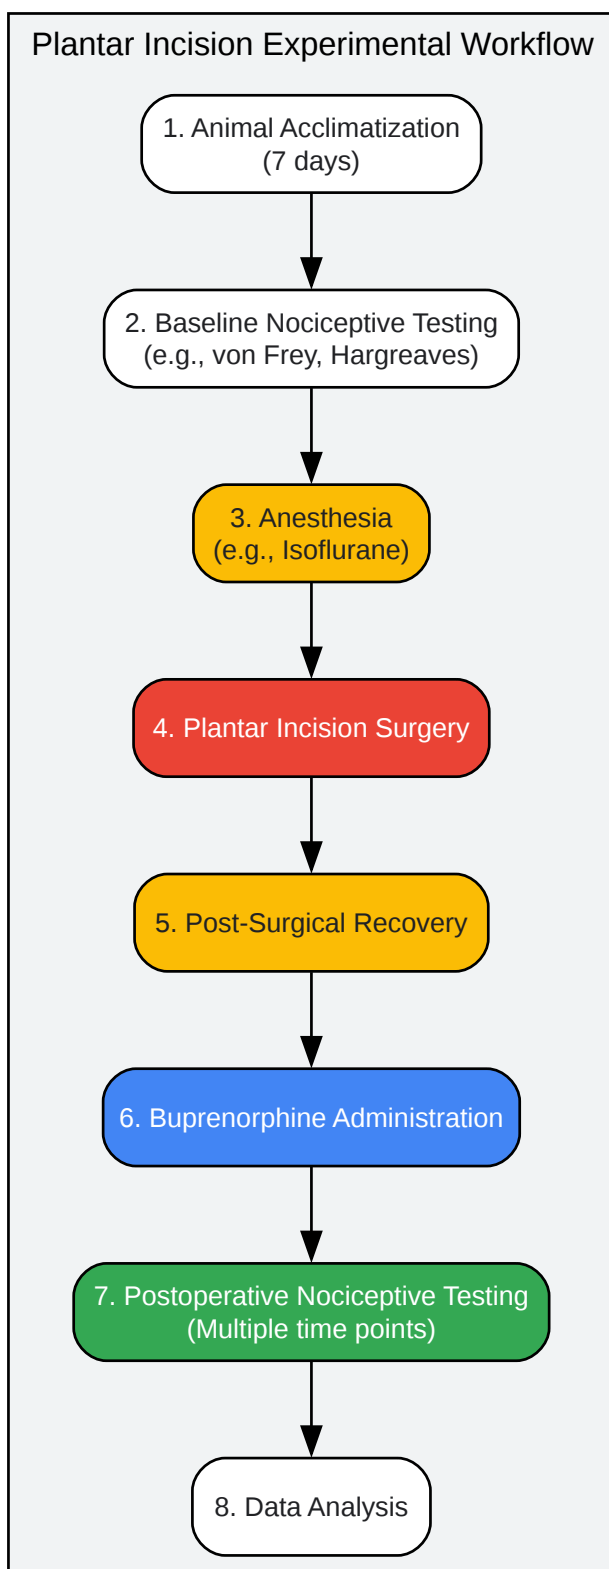 Plantar Incision Experimental Workflow
1. Animal Acclimatization
(7 days)
2. Baseline Nociceptive Testing
(e.g., von Frey, Hargreaves)
3. Anesthesia
(e.g., Isoflurane)
4. Plantar Incision Surgery
5. Post-Surgical Recovery
6. Buprenorphine Administration
7. Postoperative Nociceptive Testing
(Multiple time points)
8. Data Analysis